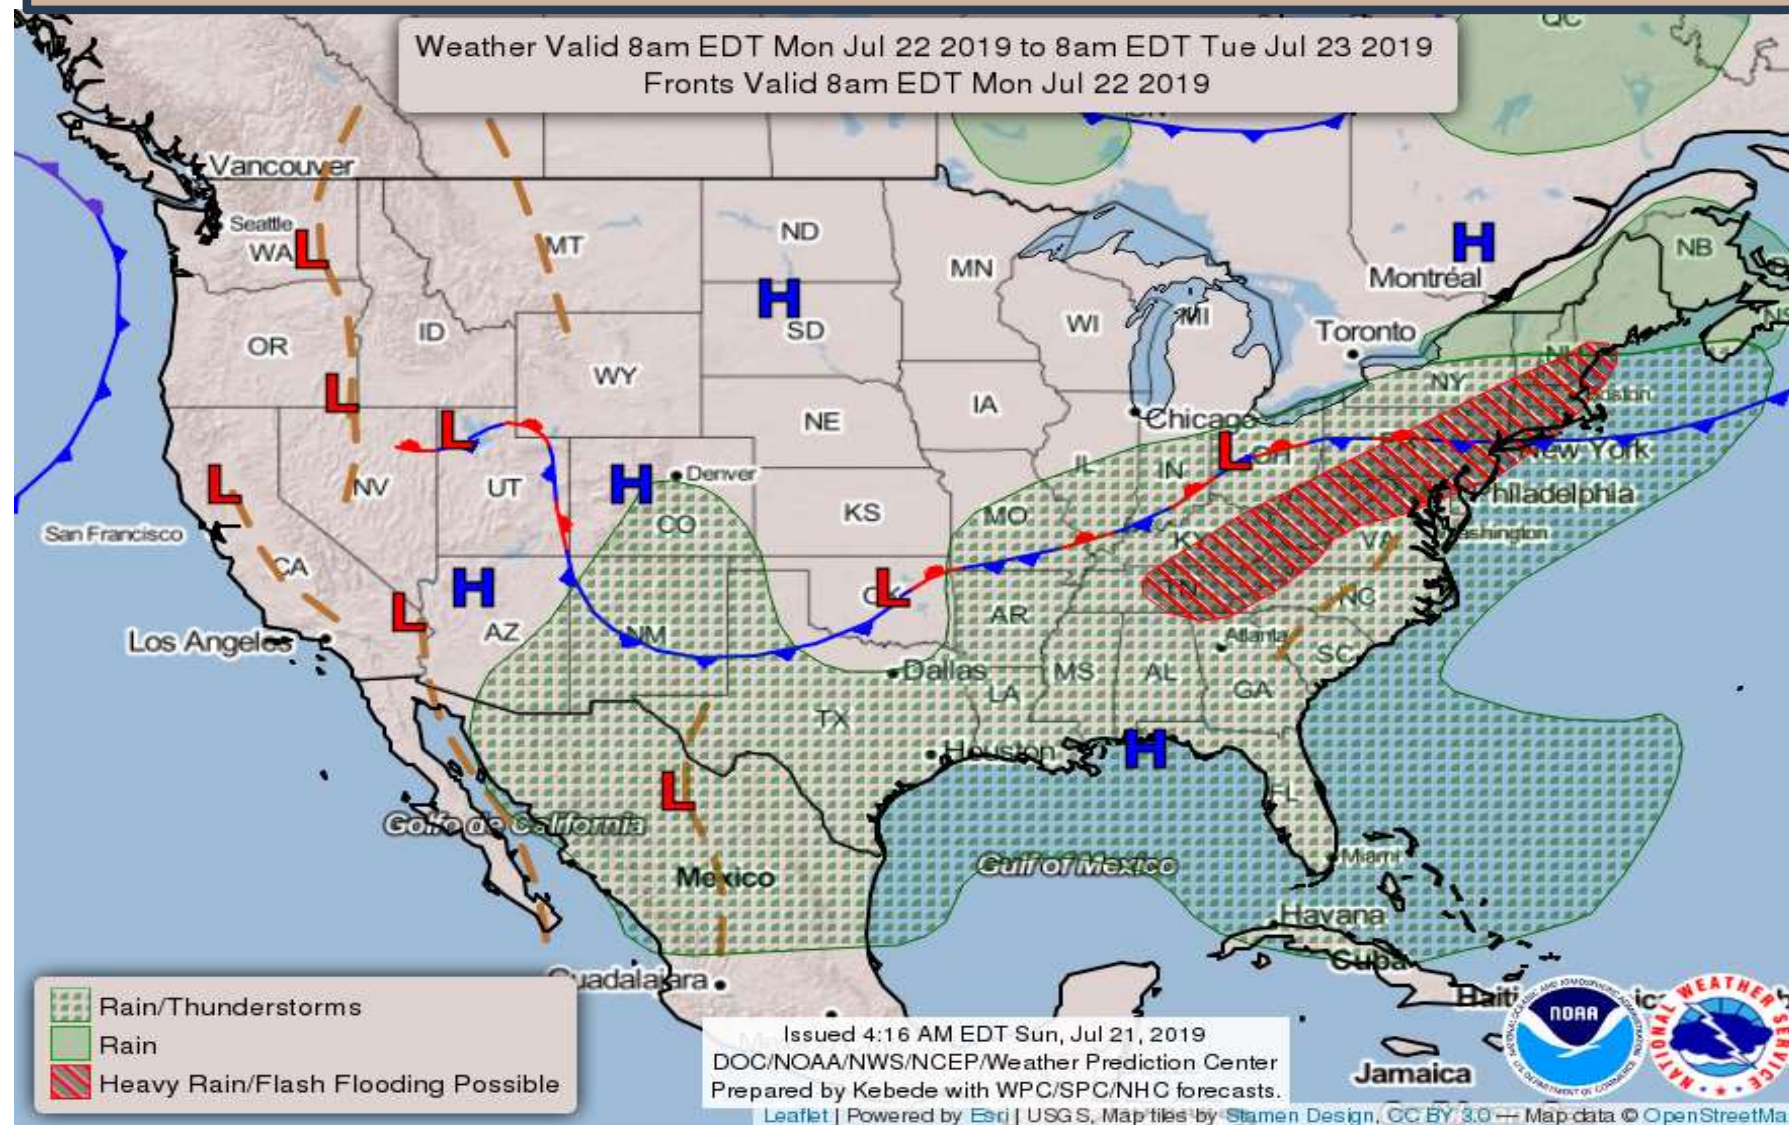 Weather Valid 8am EDT Mon Jul 22 2019 to 8am EDT Tue Jul 23 2019
Fronts Valid 8am EDT Mon Jul 22 2019
QC
Vancouver
Seattle
WA
MT
ND
MN
H
NB
Montréal
L
H
OR
ID
SD
WI
MI
Toronto
WY
NY
L
NE
IA
Chicago
Boston
L
NV
UT
H
Denver
IL
IN
L
OH
New York
L
CO
KS
MO
Philadelphia
San Francisco
CA
KY
VA
Washington
H
L
OK
L
AR
TN
NC
Los Angeles
AZ
NM
Atlanta
SC
Dallas
LA
MS
AL
GA
TX
Houston
H
FL
L
Golfo de California
Mexico
Gulf of Mexico
Miami
Havana
Cuba
Guadalajara
Haiti
Jamaica
NOAA
NATIONAL WEATHER SERVICE
Rain/Thunderstorms
Rain
Heavy Rain/Flash Flooding Possible
Issued 4:16 AM EDT Sun, Jul 21, 2019
DOC/NOAA/NWS/NCEP/Weather Prediction Center
Prepared by Kebede with WPC/SPC/NHC forecasts.
Leaflet | Powered by Esri | USGS, Map tiles by Stamen Design, CC BY 3.0 — Map data © OpenStreetMa